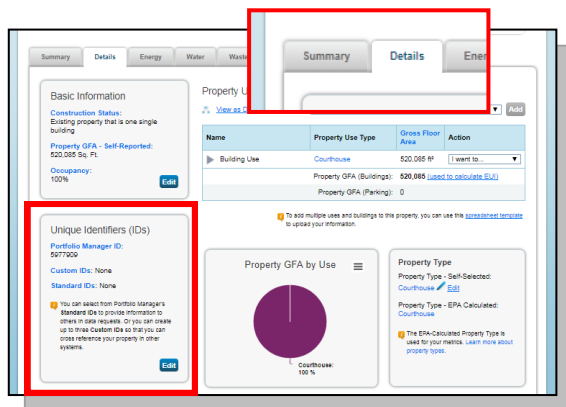 Summary
Details
Energy
Water
Waste
Summary
Details
Ener
Basic Information
Construction Status:
Existing property that is one single
building
Property GFA - Self-Reported:
520,085 Sq. Ft.
Occupancy:
100%
Edit
Property U
View as D
Add
Name
Property Use Type
Gross Floor
Area
Action
Building Use
Courthouse
520,085 ft²
I want to...
Property GFA (Buildings):
520,085 (used to calculate EUI)
Property GFA (Parking):
0
To add multiple uses and buildings to this property, you can use this spreadsheet template
to upload your information.
Unique Identifiers (IDs)
Portfolio Manager ID:
5977909
Custom IDs: None
Standard IDs: None
You can select from Portfolio Manager's
Standard IDs to provide information to
others in data requests. Or you can create
up to three Custom IDs so that you can
cross reference your property in other
systems.
Edit
Property GFA by Use
Courthouse:
100 %
Property Type
Property Type - Self-Selected:
Courthouse Edit
Property Type - EPA Calculated:
Courthouse
The EPA-Calculated Property Type is
used for your metrics. Learn more about
property types.